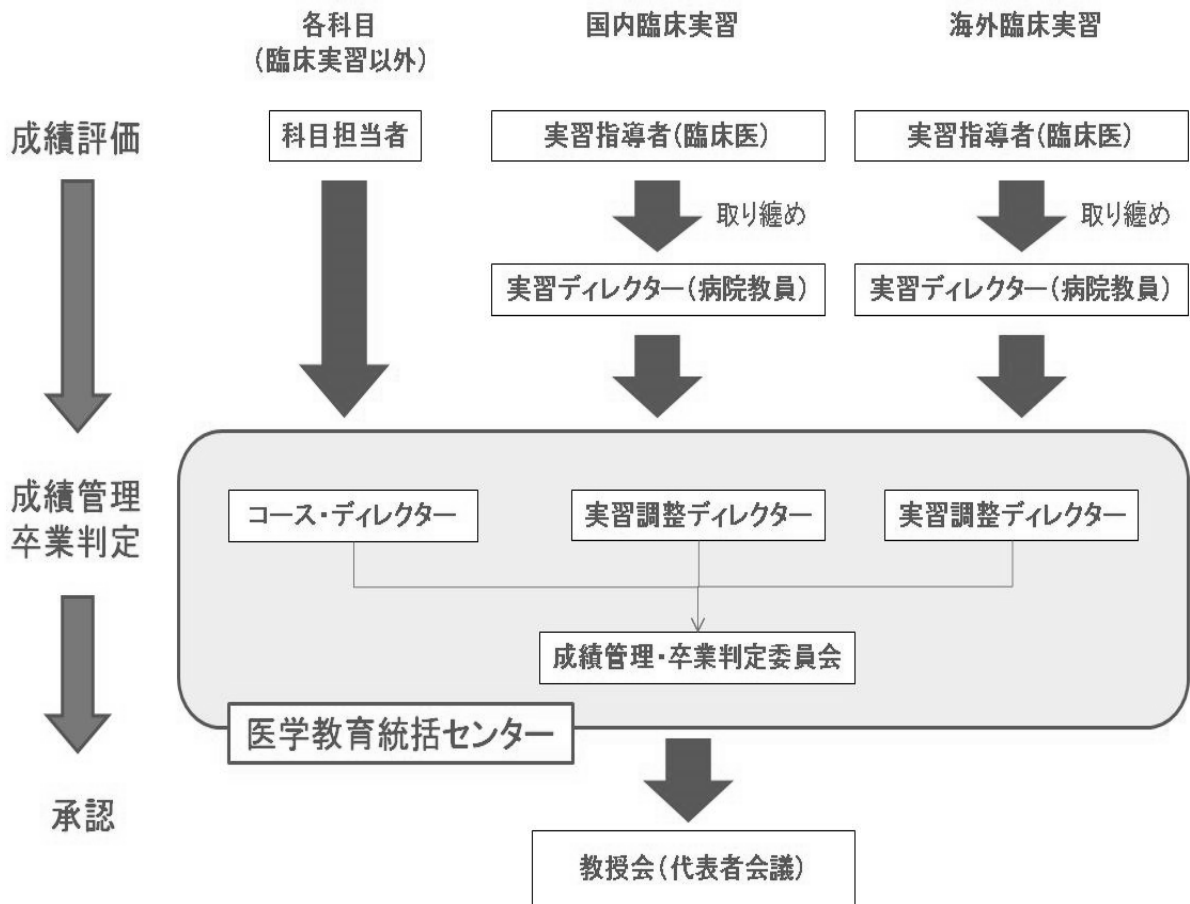 各科目
(臨床実習以外)
国内臨床実習
海外臨床実習
成績評価
科目担当者
実習指導者(臨床医)
実習指導者(臨床医)
取り纏め
取り纏め
実習ディレクター(病院教員)
実習ディレクター(病院教員)
成績管理
卒業判定
コース・ディレクター
実習調整ディレクター
実習調整ディレクター
成績管理・卒業判定委員会
医学教育統括センター
承認
教授会(代表者会議)